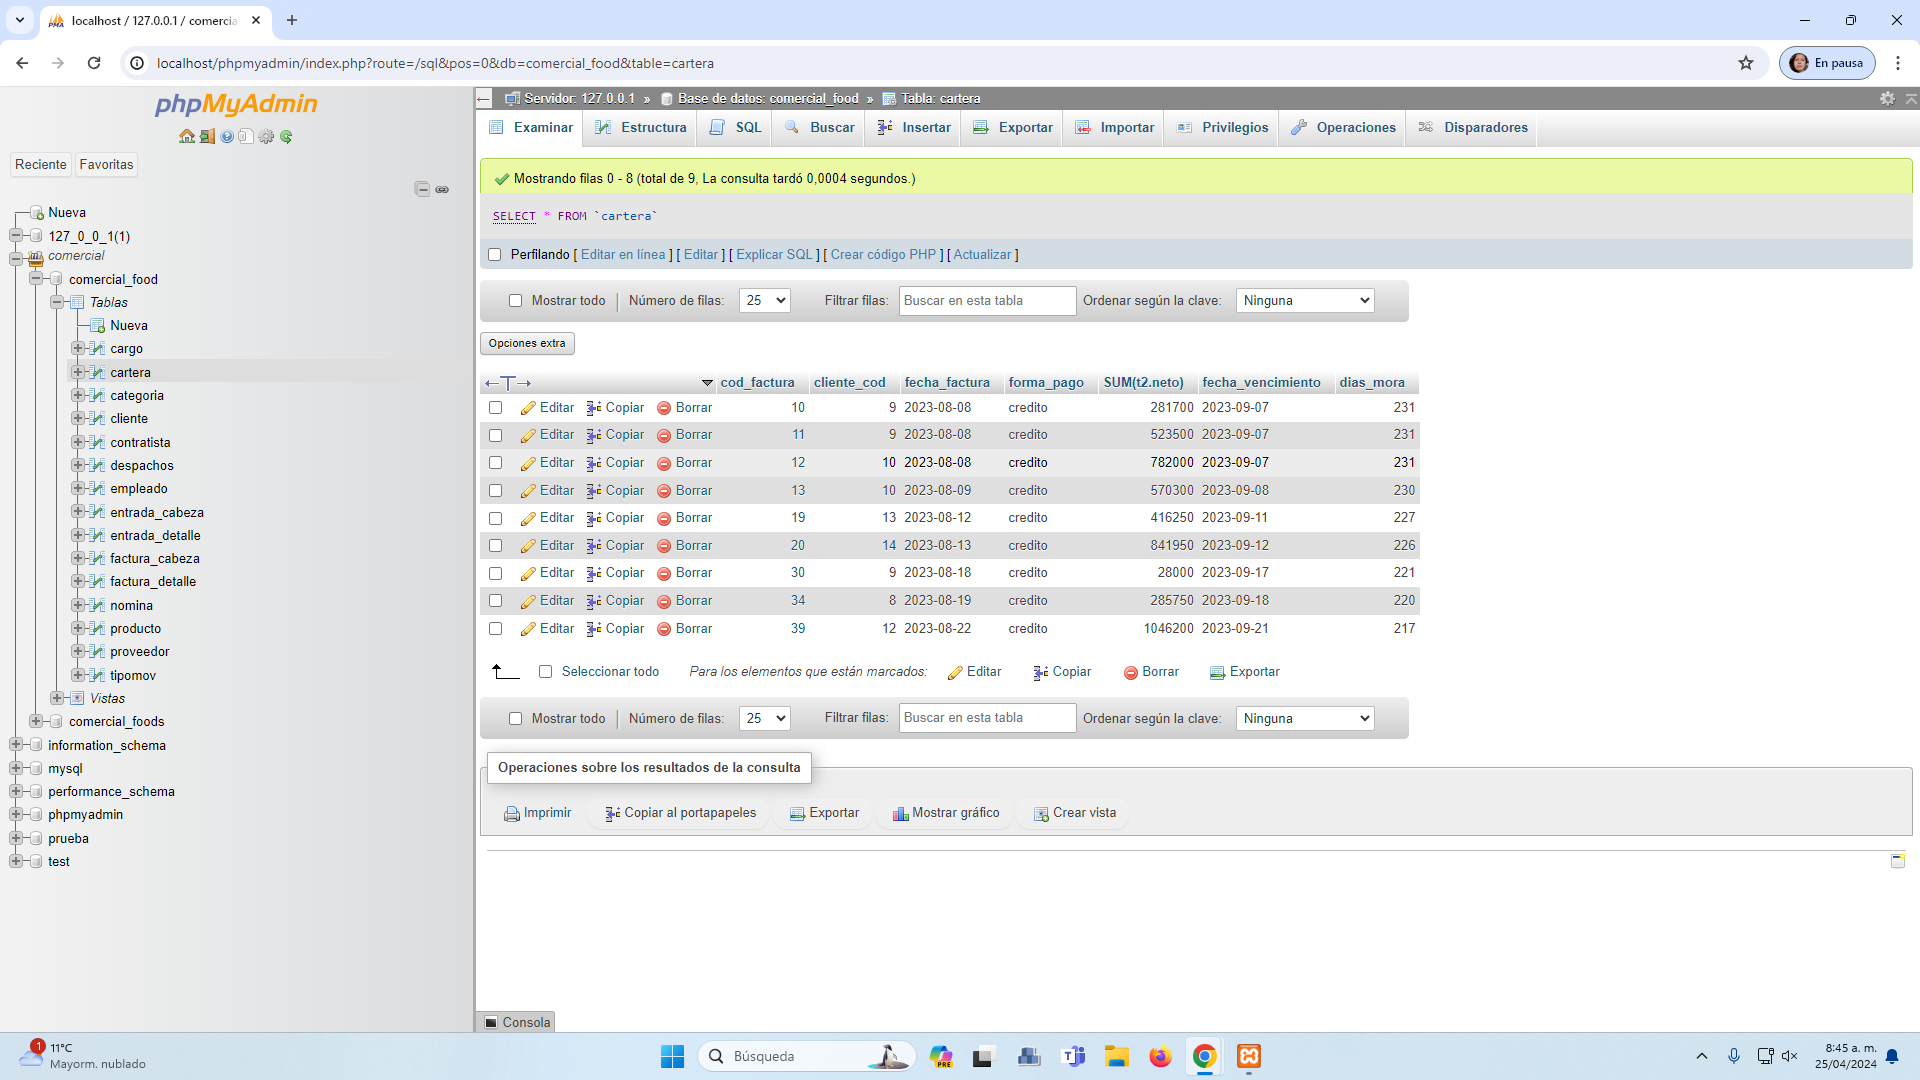 localhost / 127.0.0.1 / comercia
localhost/phpmyadmin/index.php?route=/sql&pos=0&db=comercial_food&table=cartera
En pausa
phpMyAdmin
Reciente Favoritas
Nueva
127_0_0_1(1)
comercial
comercial_food
Tablas
Nueva
cargo
cartera
categoria
cliente
contratista
despachos
empleado
entrada_cabeza
entrada_detalle
factura_cabeza
factura_detalle
nomina
producto
proveedor
tipomov
Vistas
comercial_foods
information_schema
mysql
performance_schema
phpmyadmin
prueba
test
Servidor: 127.0.0.1 » Base de datos: comercial_food » Tabla: cartera
Examinar Estructura SQL Buscar Insertar Exportar Importar Privilegios Operaciones Disparadores
Mostrando filas 0 - 8 (total de 9, La consulta tardó 0,0004 segundos.)
SELECT * FROM `cartera`
Perfilando [ Editar en línea ] [ Editar ] [ Explicar SQL ] [ Crear código PHP ] [ Actualizar ]
Mostrar todo Número de filas: 25 Filtrar filas: Buscar en esta tabla Ordenar según la clave: Ninguna
Opciones extra
←T→ cod_factura cliente_cod fecha_factura forma_pago SUM(t2.neto) fecha_vencimiento dias_mora
Editar Copiar Borrar 10 9 2023-08-08 credito 281700 2023-09-07 231
Editar Copiar Borrar 11 9 2023-08-08 credito 523500 2023-09-07 231
Editar Copiar Borrar 12 10 2023-08-08 credito 782000 2023-09-07 231
Editar Copiar Borrar 13 10 2023-08-09 credito 570300 2023-09-08 230
Editar Copiar Borrar 19 13 2023-08-12 credito 416250 2023-09-11 227
Editar Copiar Borrar 20 14 2023-08-13 credito 841950 2023-09-12 226
Editar Copiar Borrar 30 9 2023-08-18 credito 28000 2023-09-17 221
Editar Copiar Borrar 34 8 2023-08-19 credito 285750 2023-09-18 220
Editar Copiar Borrar 39 12 2023-08-22 credito 1046200 2023-09-21 217
Seleccionar todo Para los elementos que están marcados: Editar Copiar Borrar Exportar
Mostrar todo Número de filas: 25 Filtrar filas: Buscar en esta tabla Ordenar según la clave: Ninguna
Operaciones sobre los resultados de la consulta
Imprimir Copiar al portapapeles Exportar Mostrar gráfico Crear vista
Consola
1 11°C
Mayorm. nublado
Búsqueda
PRE
8:45 a. m.
25/04/2024